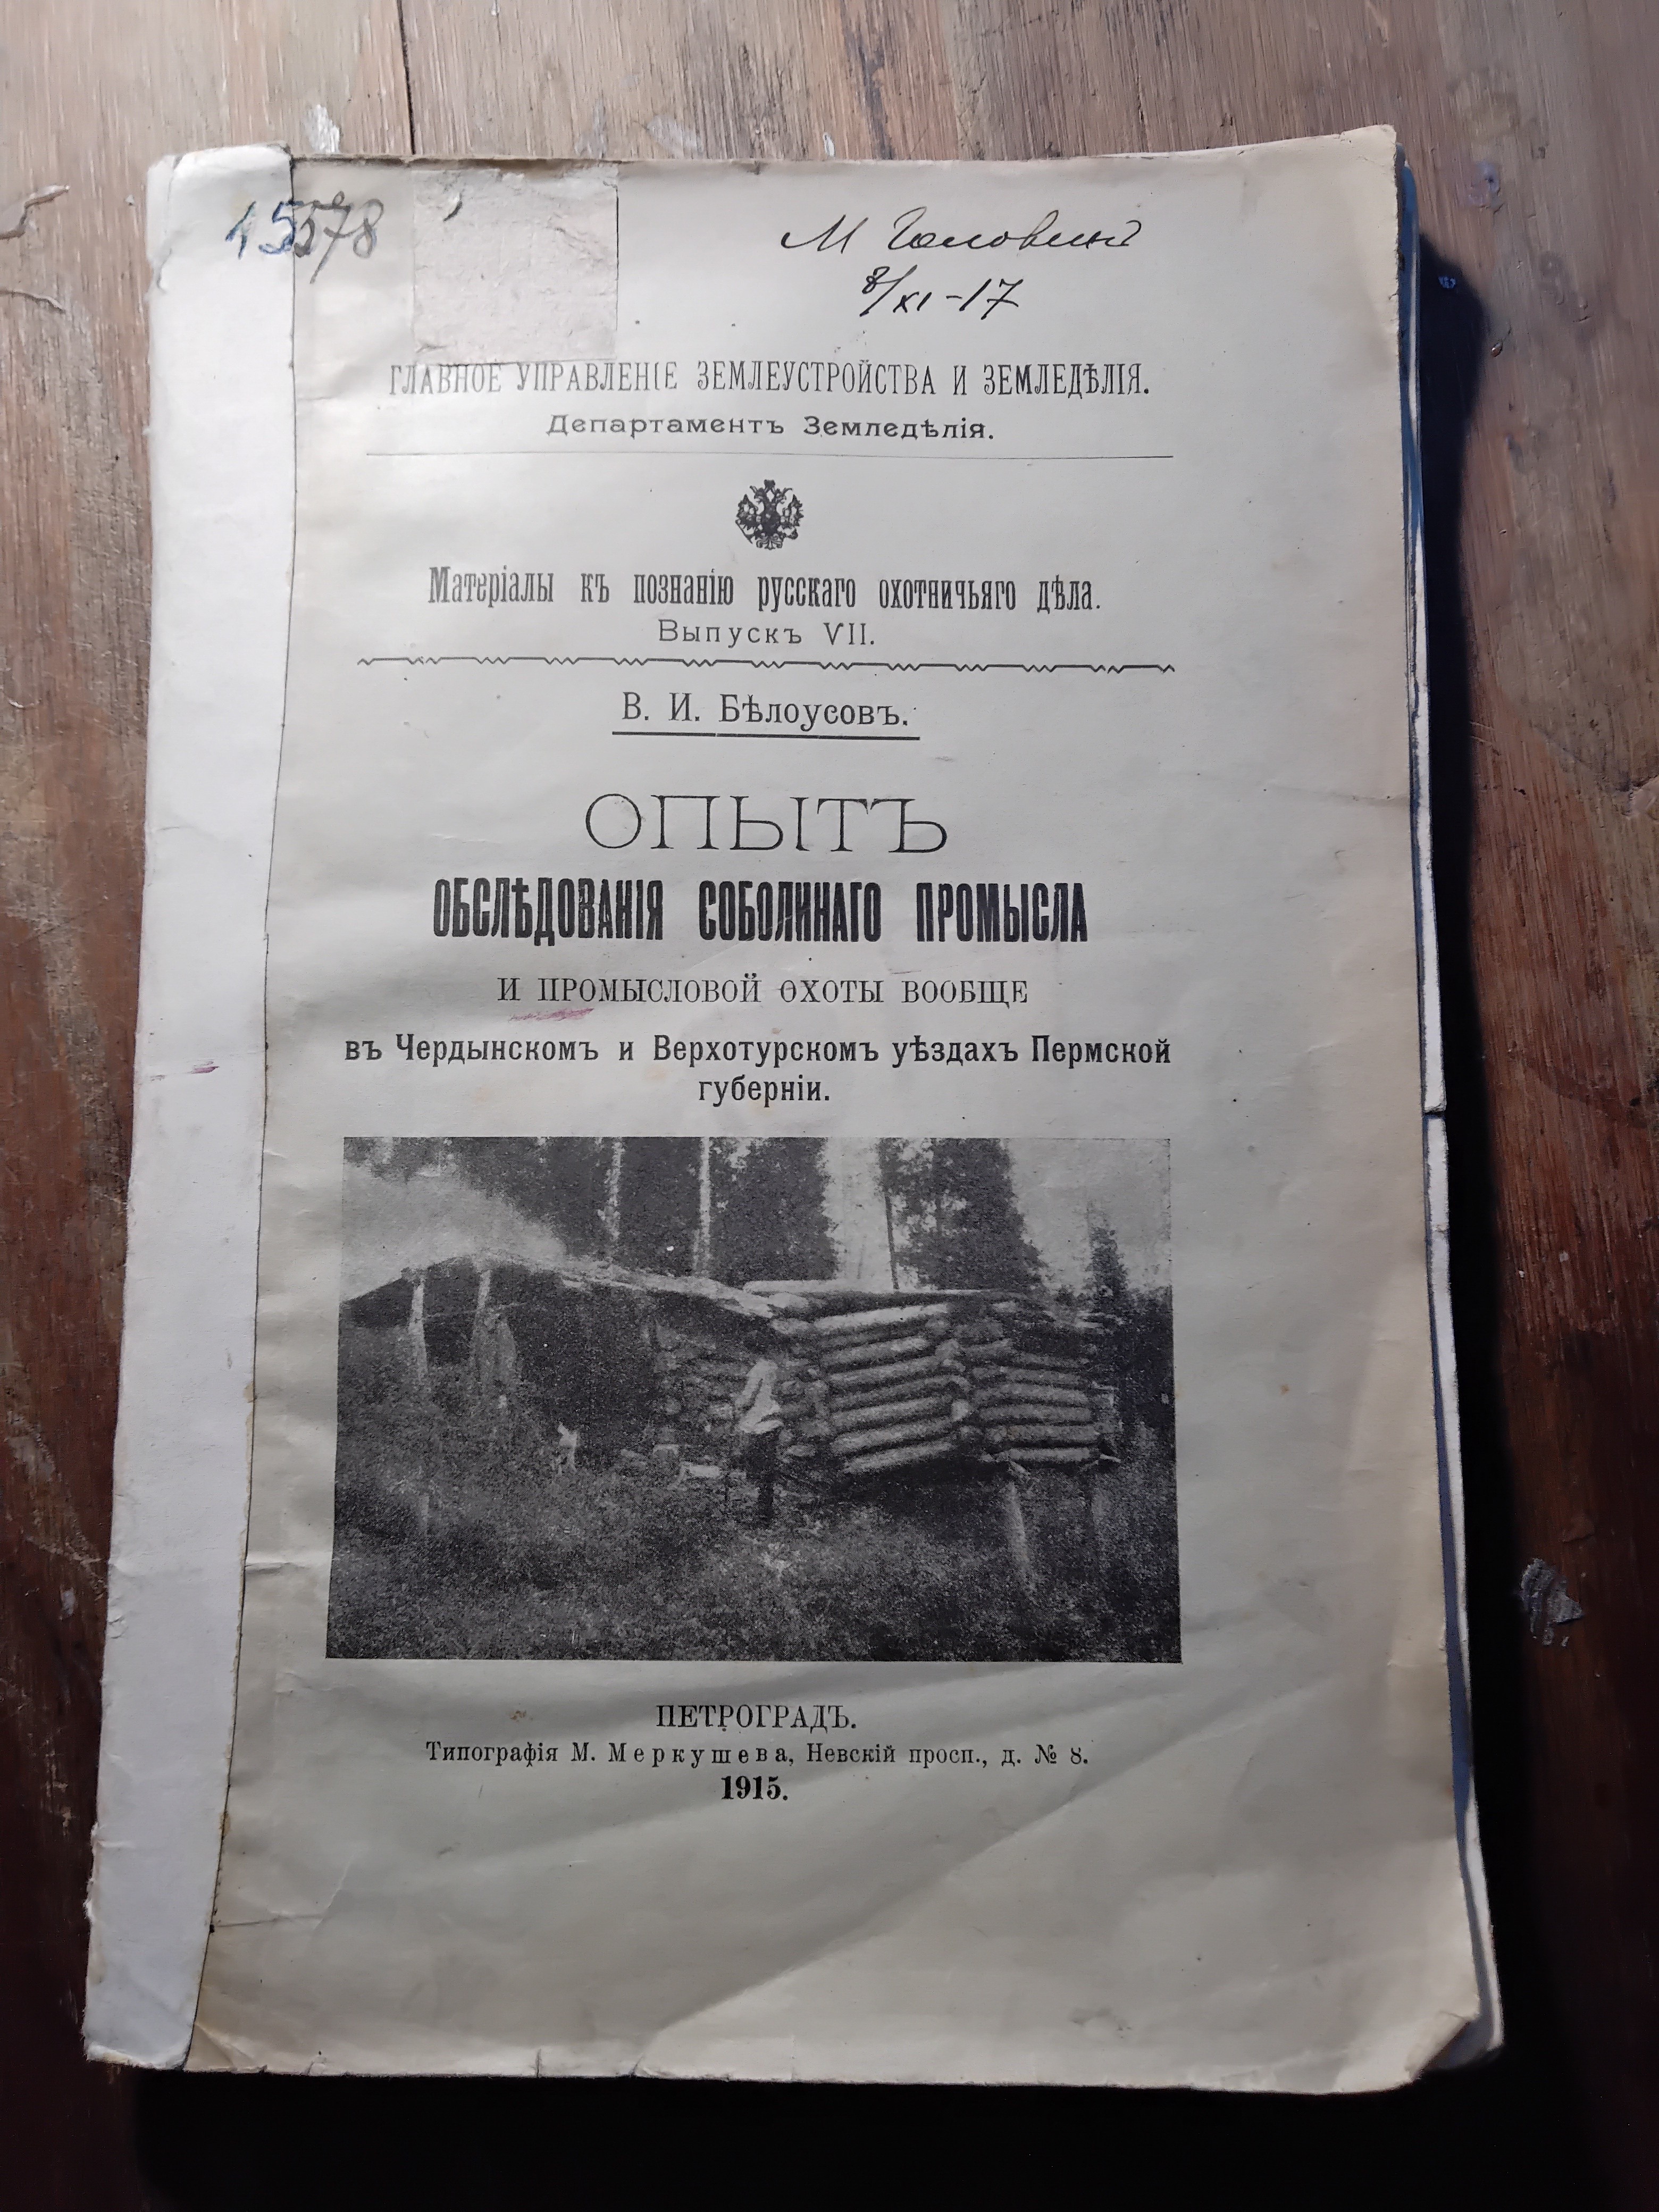 15578
М Головинъ
8/XI-17
ГЛАВНОЕ УПРАВЛЕНІЕ ЗЕМЛЕУСТРОЙСТВА И ЗЕМЛЕДѢЛІЯ.
Департаментъ Земледѣлія.
Матеріалы къ познанію русскаго охотничьяго дѣла.
Выпускъ VII.
В. И. Бѣлоусовъ.
ОПЫТЪ
ОБСЛѢДОВАНІЯ СОБОЛИНАГО ПРОМЫСЛА
И ПРОМЫСЛОВОЙ ОХОТЫ ВООБЩЕ
въ Чердынскомъ и Верхотурскомъ уѣздахъ Пермской
губерніи.
ПЕТРОГРАДЪ.
Типографія М. Меркушева, Невскій просп., д. № 8.
1915.